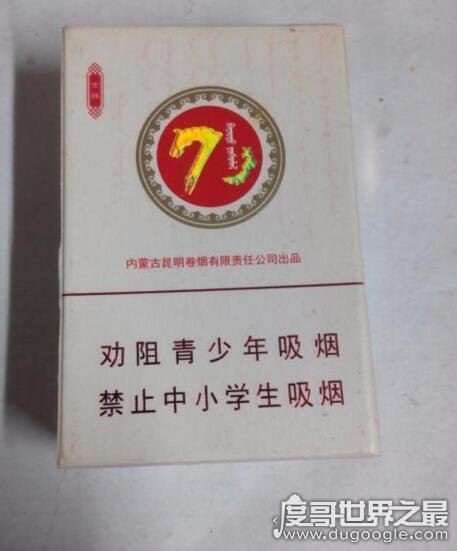 内蒙古昆明卷烟有限责任公司出品
劝阻青少年吸烟
禁止中小学生吸烟
度哥世界之最
www.dugoogle.com